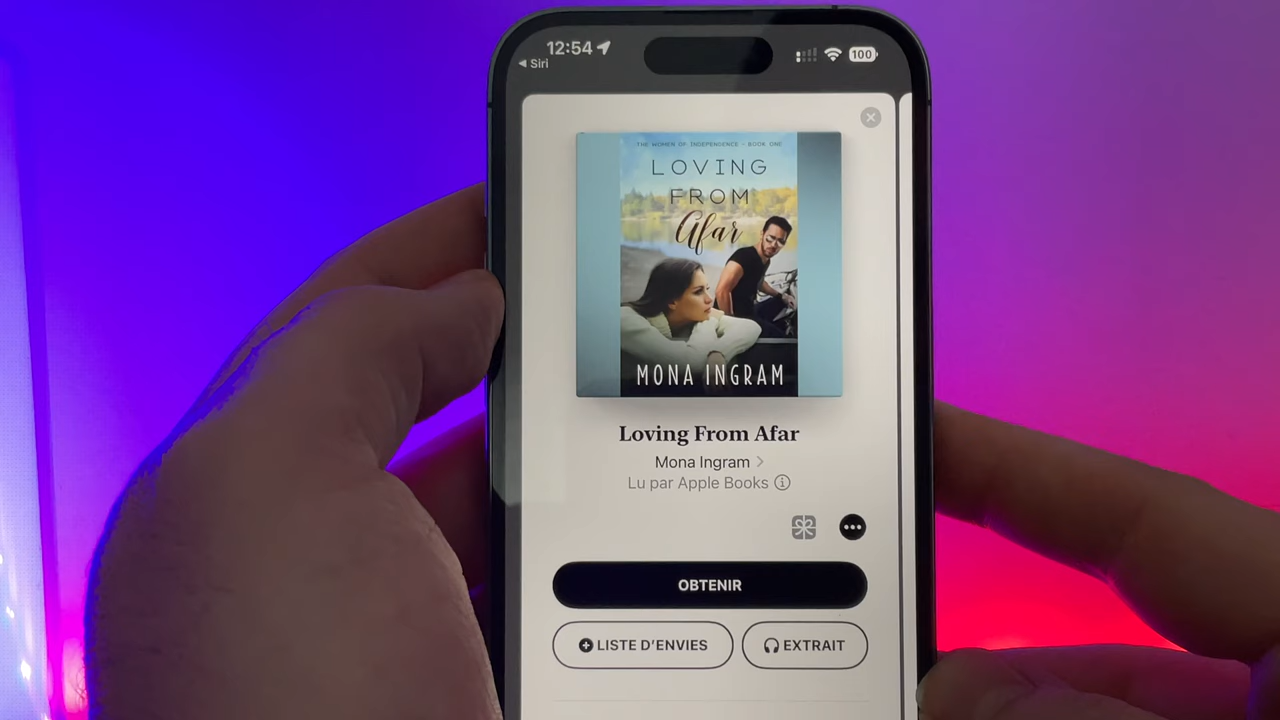 12:54
◀ Siri
100
THE WOMEN OF INDEPENDENCE - BOOK ONE
LOVING
FROM
Afar
MONA INGRAM
Loving From Afar
Mona Ingram >
Lu par Apple Books
OBTENIR
LISTE D'ENVIES
EXTRAIT